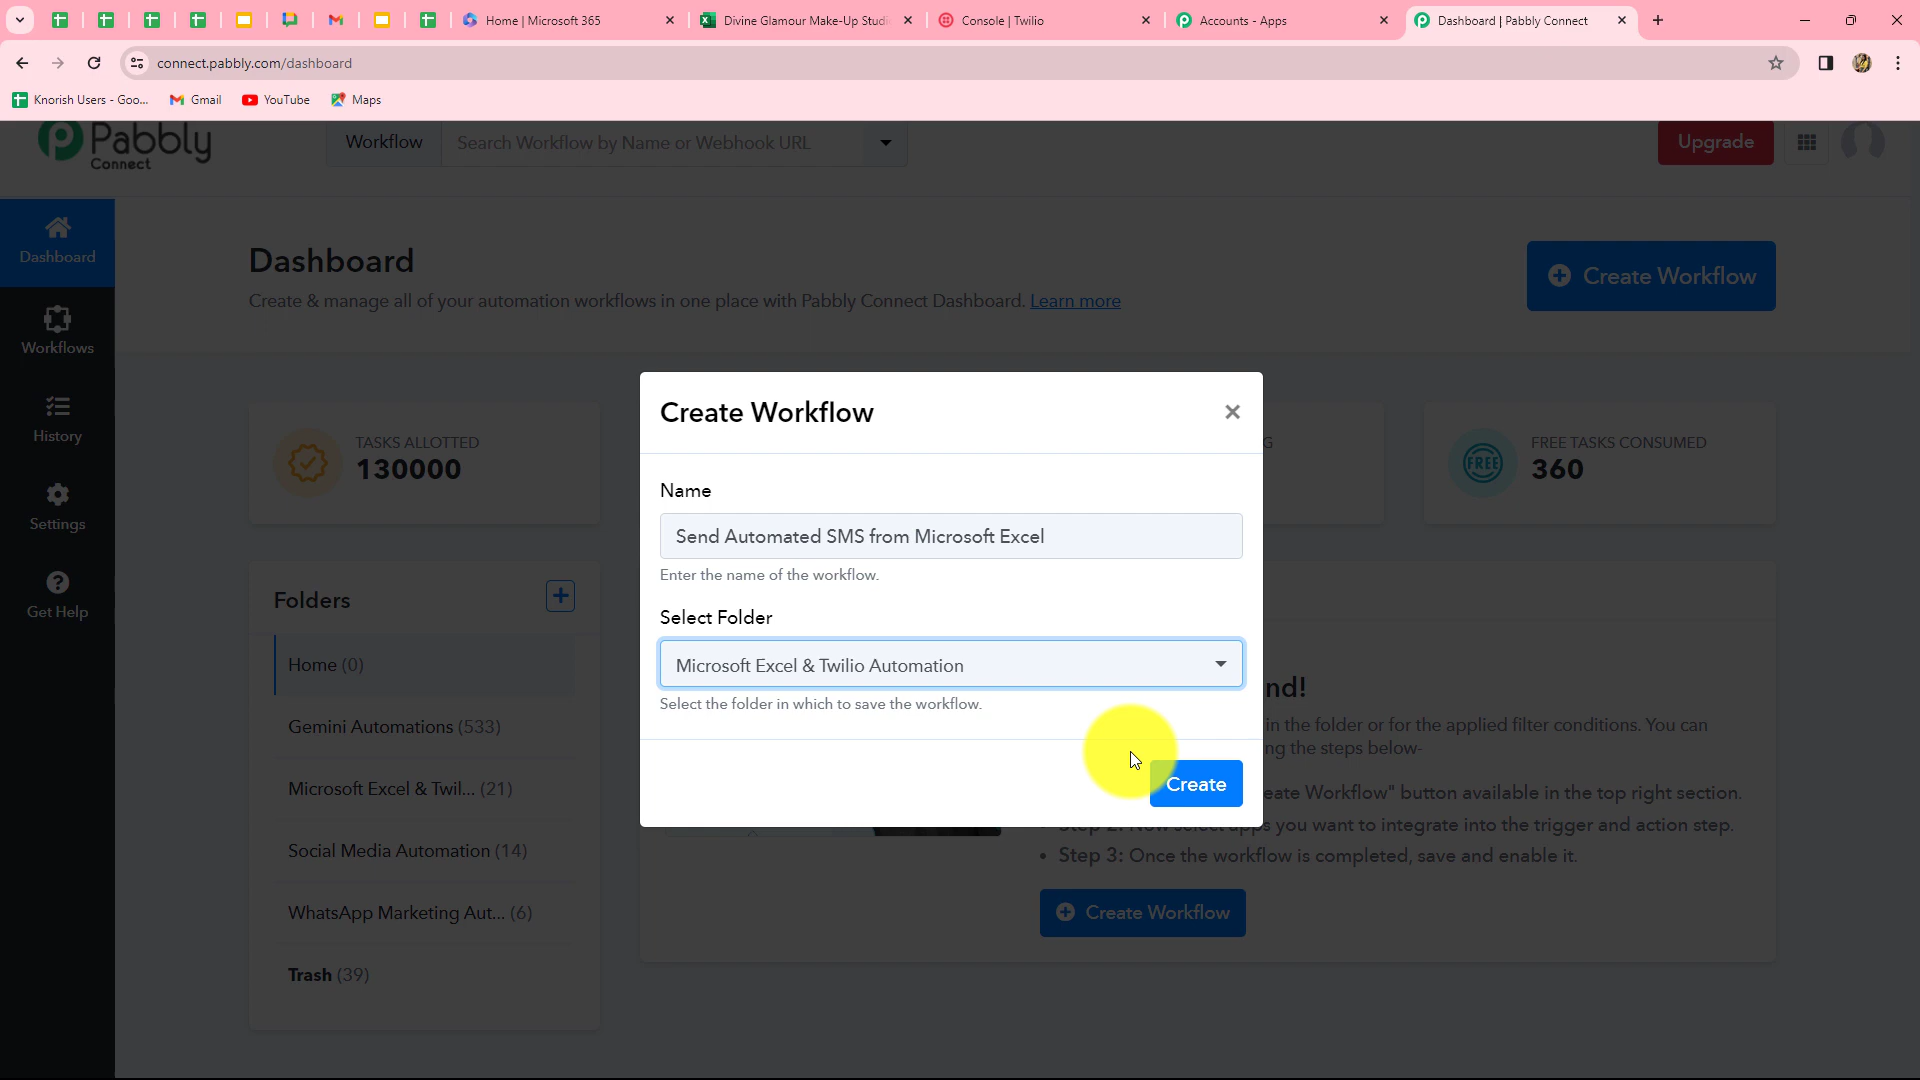 Home | Microsoft 365
Divine Glamour Make-Up Studi
Console | Twilio
Accounts - Apps
Dashboard | Pabbly Connect
connect.pabbly.com/dashboard
Knorish Users - Goo...
Gmail
YouTube
Maps
Pabbly
Connect
Workflow
Search Workflow by Name or Webhook URL
Upgrade
Dashboard
Workflows
History
Settings
Get Help
Dashboard
Create & manage all of your automation workflows in one place with Pabbly Connect Dashboard. Learn more
Create Workflow
TASKS ALLOTTED
130000
G
FREE
FREE TASKS CONSUMED
360
Folders
Home (0)
Gemini Automations (533)
Microsoft Excel & Twil... (21)
Social Media Automation (14)
WhatsApp Marketing Aut... (6)
Trash (39)
Create Workflow
Name
Send Automated SMS from Microsoft Excel
Enter the name of the workflow.
Select Folder
Microsoft Excel & Twilio Automation
Select the folder in which to save the workflow.
Create
nd!
in the folder or for the applied filter conditions. You can
ng the steps below-
eate Workflow" button available in the top right section.
Step 2: Now select apps you want to integrate into the trigger and action step.
Step 3: Once the workflow is completed, save and enable it.
Create Workflow